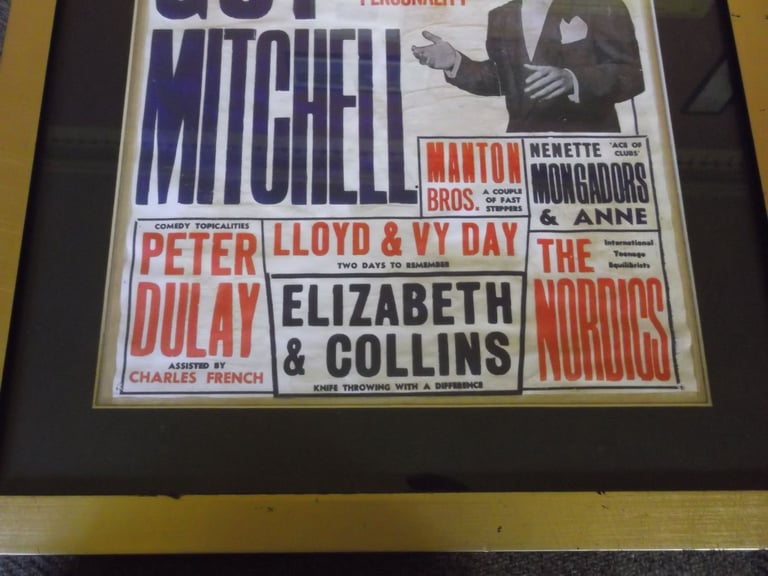 GUY
PERSONALITY
MITCHELL
MANTON
BROS.
A COUPLE
OF FAST
STEPPERS
NENETTE
'ACE OF
CLUBS'
MONGADORS
& ANNE
COMEDY TOPICALITIES
PETER
DULAY
ASSISTED BY
CHARLES FRENCH
LLOYD & VY DAY
TWO DAYS TO REMEMBER
ELIZABETH
& COLLINS
KNIFE THROWING WITH A DIFFERENCE
THE
International
Teenage
Equilibrists
NORDICS